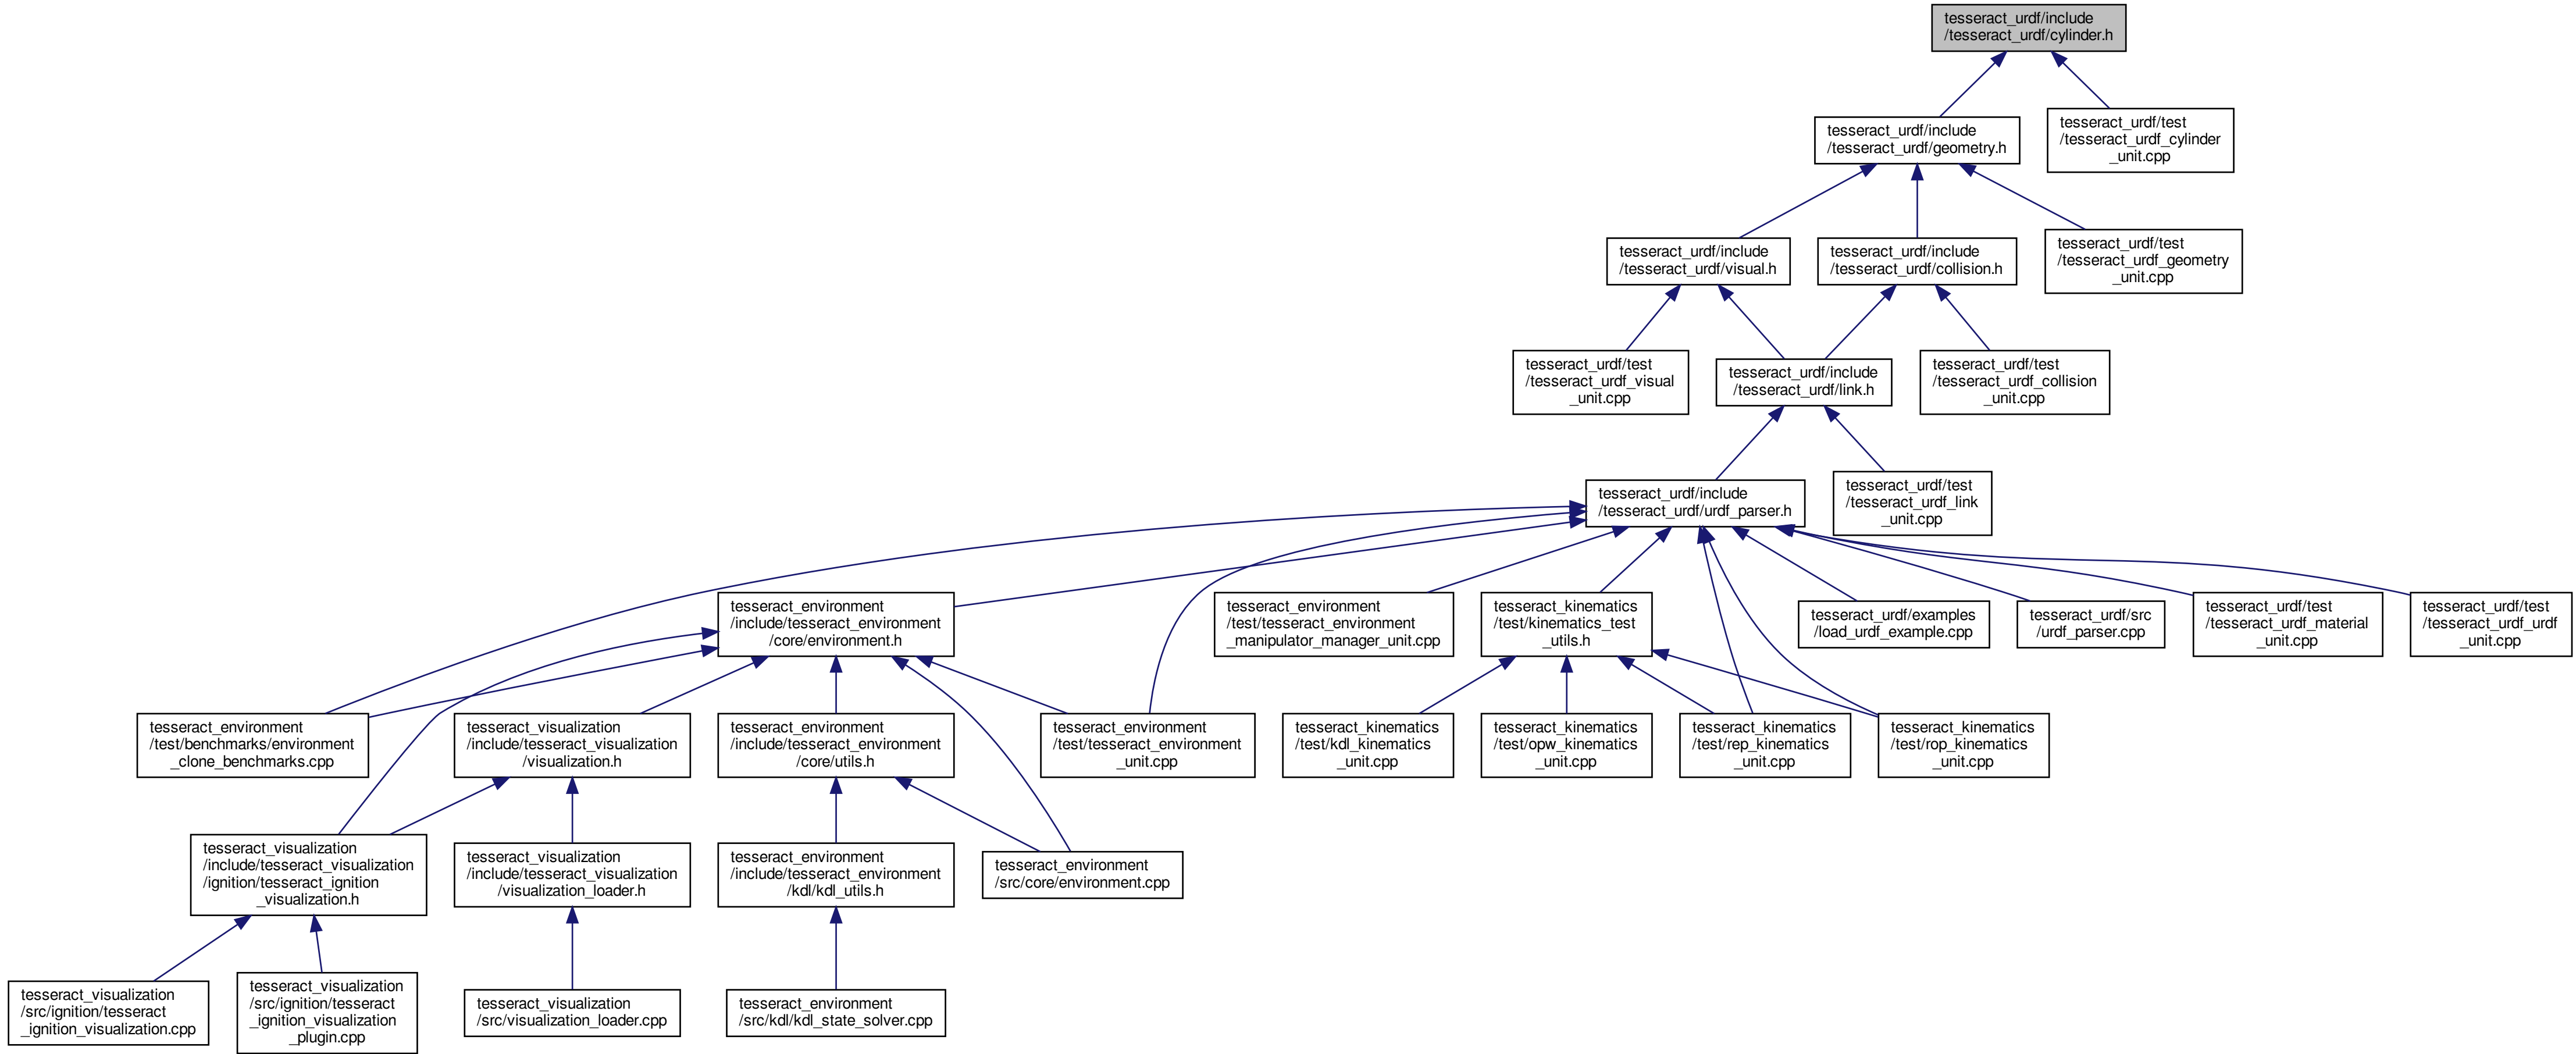 tesseract_urdf/include
/tesseract_urdf/cylinder.h
tesseract_urdf/include
/tesseract_urdf/geometry.h
tesseract_urdf/test
/tesseract_urdf_cylinder
_unit.cpp
tesseract_urdf/include
/tesseract_urdf/visual.h
tesseract_urdf/include
/tesseract_urdf/collision.h
tesseract_urdf/test
/tesseract_urdf_geometry
_unit.cpp
tesseract_urdf/test
/tesseract_urdf_visual
_unit.cpp
tesseract_urdf/include
/tesseract_urdf/link.h
tesseract_urdf/test
/tesseract_urdf_collision
_unit.cpp
tesseract_urdf/include
/tesseract_urdf/urdf_parser.h
tesseract_urdf/test
/tesseract_urdf_link
_unit.cpp
tesseract_environment
/include/tesseract_environment
/core/environment.h
tesseract_environment
/test/tesseract_environment
_manipulator_manager_unit.cpp
tesseract_kinematics
/test/kinematics_test
_utils.h
tesseract_urdf/examples
/load_urdf_example.cpp
tesseract_urdf/src
/urdf_parser.cpp
tesseract_urdf/test
/tesseract_urdf_material
_unit.cpp
tesseract_urdf/test
/tesseract_urdf_urdf
_unit.cpp
tesseract_environment
/test/benchmarks/environment
_clone_benchmarks.cpp
tesseract_visualization
/include/tesseract_visualization
/visualization.h
tesseract_environment
/include/tesseract_environment
/core/utils.h
tesseract_environment
/test/tesseract_environment
_unit.cpp
tesseract_kinematics
/test/kdl_kinematics
_unit.cpp
tesseract_kinematics
/test/opw_kinematics
_unit.cpp
tesseract_kinematics
/test/rep_kinematics
_unit.cpp
tesseract_kinematics
/test/rop_kinematics
_unit.cpp
tesseract_visualization
/include/tesseract_visualization
/ignition/tesseract_ignition
_visualization.h
tesseract_visualization
/include/tesseract_visualization
/visualization_loader.h
tesseract_environment
/include/tesseract_environment
/kdl/kdl_utils.h
tesseract_environment
/src/core/environment.cpp
tesseract_visualization
/src/ignition/tesseract
_ignition_visualization.cpp
tesseract_visualization
/src/ignition/tesseract
_ignition_visualization
_plugin.cpp
tesseract_visualization
/src/visualization_loader.cpp
tesseract_environment
/src/kdl/kdl_state_solver.cpp